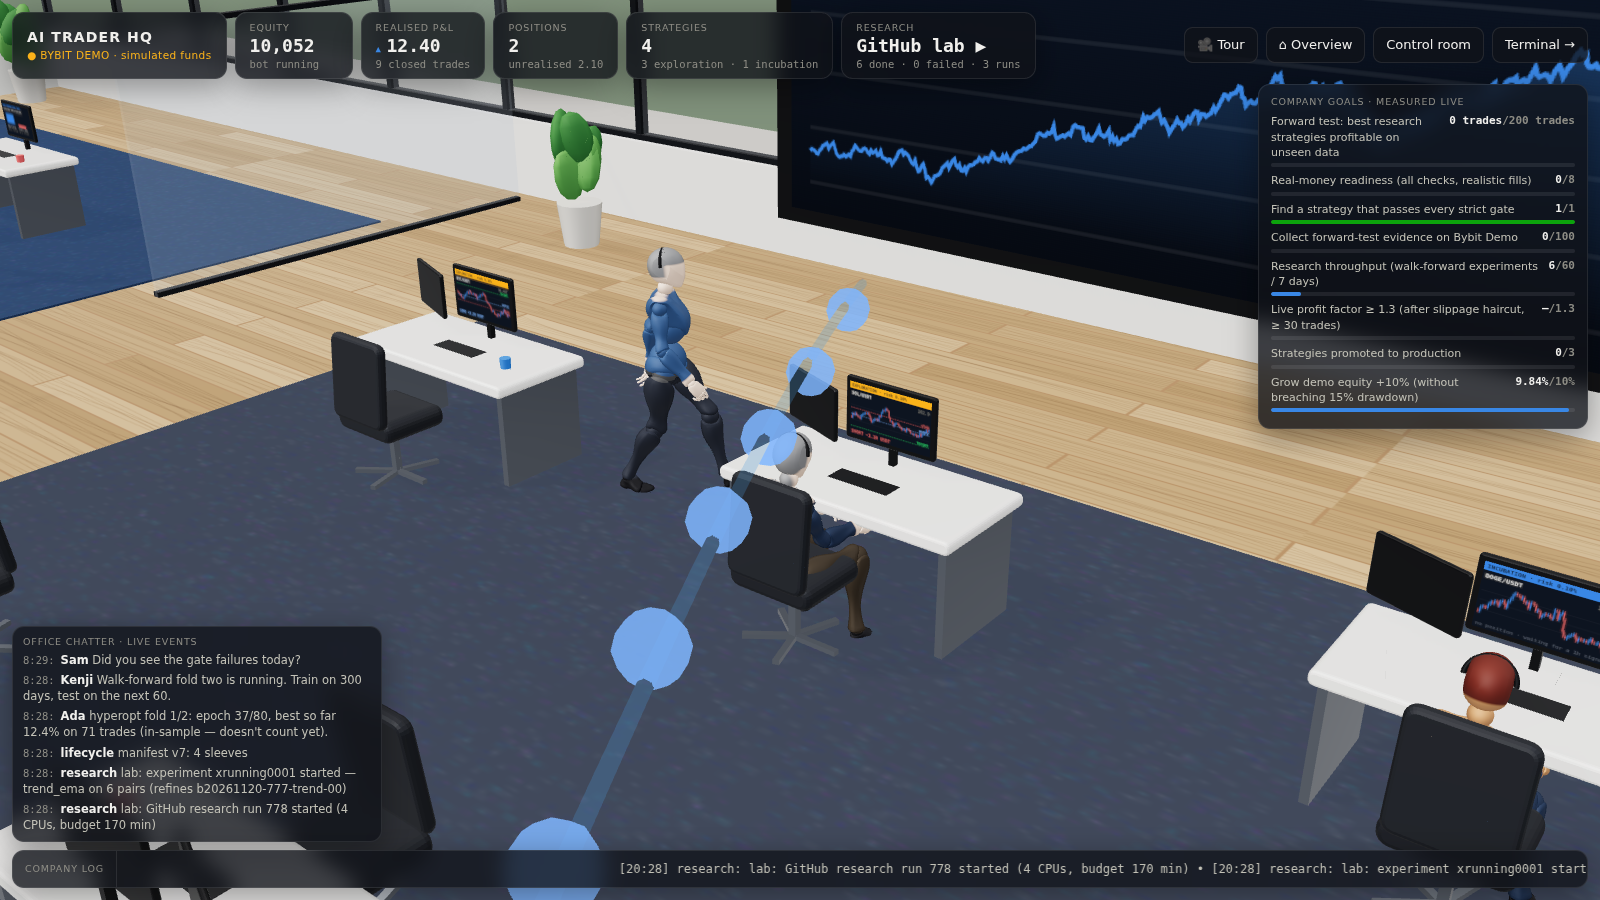 AI TRADER HQ
● BYBIT DEMO · simulated funds
EQUITY
10,052
bot running
REALISED P&L
▲ 12.40
9 closed trades
POSITIONS
2
unrealised 2.10
STRATEGIES
4
3 exploration · 1 incubation
RESEARCH
GitHub lab ▶
6 done · 0 failed · 3 runs
🎥 Tour
⌂ Overview
Control room
Terminal →
COMPANY GOALS · MEASURED LIVE
Forward test: best research 0 trades/200 trades
strategies profitable on
unseen data
Real-money readiness (all checks, realistic fills) 0/8
Find a strategy that passes every strict gate 1/1
Collect forward-test evidence on Bybit Demo 0/100
Research throughput (walk-forward experiments 6/60
/ 7 days)
Live profit factor ≥ 1.3 (after slippage haircut, —/1.3
≥ 30 trades)
Strategies promoted to production 0/3
Grow demo equity +10% (without 9.84%/10%
breaching 15% drawdown)
INCUBATION · risk 0.10%
DOGE/USDT
OFFICE CHATTER · LIVE EVENTS
8:29: Sam Did you see the gate failures today?
8:28: Kenji Walk-forward fold two is running. Train on 300
days, test on the next 60.
8:28: Ada hyperopt fold 1/2: epoch 37/80, best so far
12.4% on 71 trades (in-sample — doesn't count yet).
8:28: lifecycle manifest v7: 4 sleeves
8:28: research lab: experiment xrunning0001 started —
trend_ema on 6 pairs (refines b20261120-777-trend-00)
8:28: research lab: GitHub research run 778 started (4
CPUs, budget 170 min)
COMPANY LOG
[20:28] research: lab: GitHub research run 778 started (4 CPUs, budget 170 min) • [20:28] research: lab: experiment xrunning0001 start